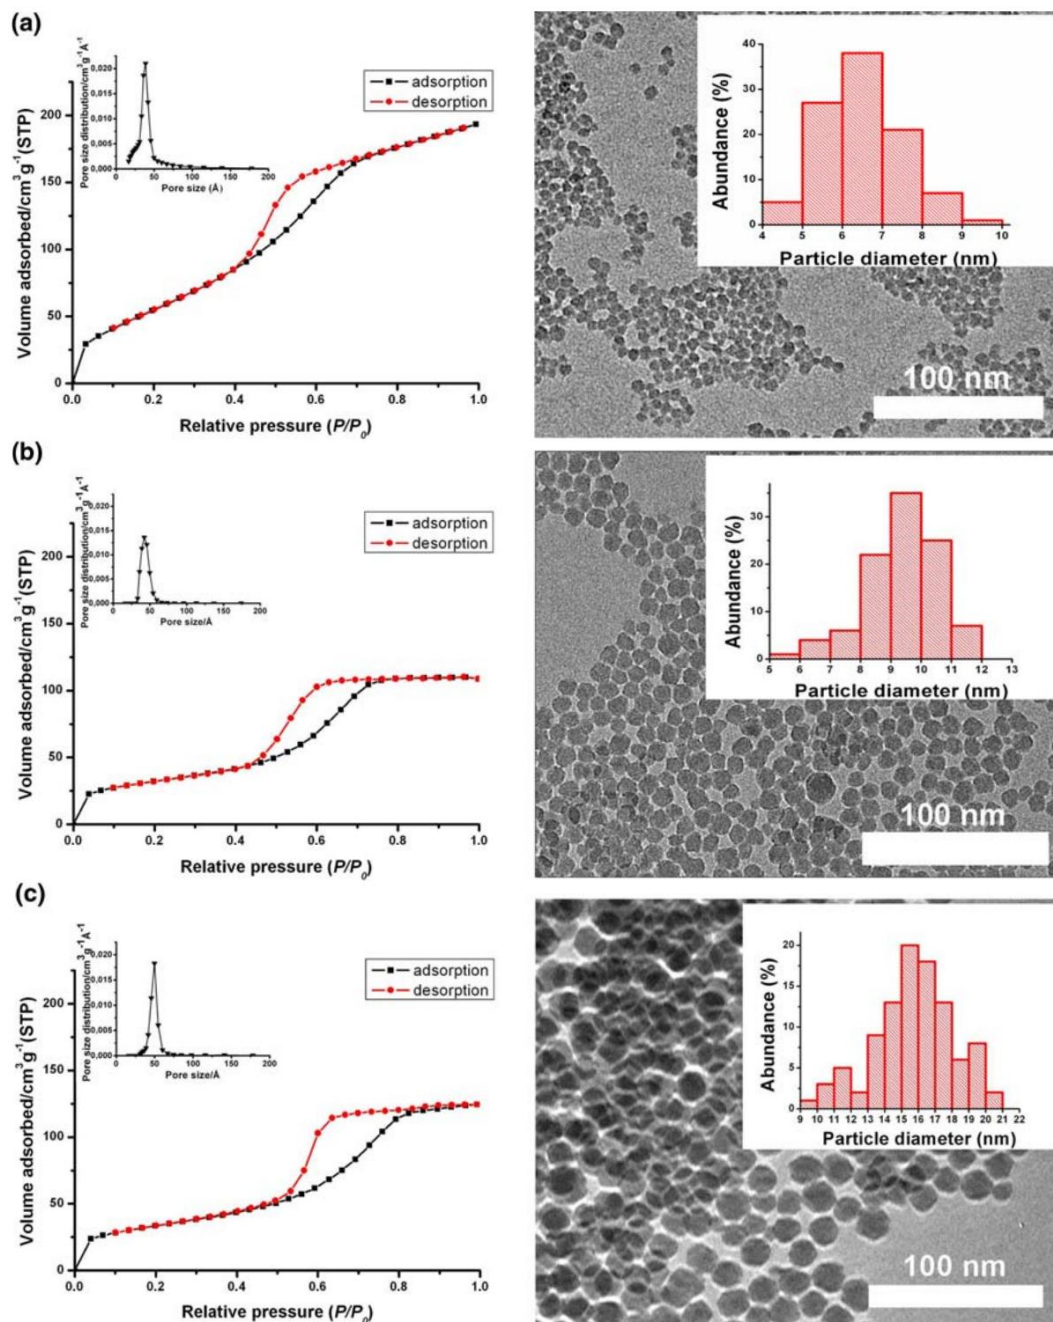 (a)
Pore size distribution/cm³g⁻¹Å⁻¹
0,020
0,015
0,010
0,005
0,000
0 50 100 150 200
Pore size (Å)
adsorption
desorption
Volume adsorbed/cm³g⁻¹(STP)
200
150
100
50
0
0.0 0.2 0.4 0.6 0.8 1.0
Relative pressure (P/P₀)
Abundance (%)
40
30
20
10
0
4 5 6 7 8 9 10
Particle diameter (nm)
100 nm
(b)
Pore size distribution/cm³g⁻¹Å⁻¹
0,020
0,015
0,010
0,005
0,000
0 50 100 150 200
Pore size/Å
adsorption
desorption
Volume adsorbed/cm³g⁻¹(STP)
200
150
100
50
0
0.0 0.2 0.4 0.6 0.8 1.0
Relative pressure (P/P₀)
Abundance (%)
30
20
10
0
5 6 7 8 9 10 11 12 13
Particle diameter (nm)
100 nm
(c)
Pore size distribution/cm³g⁻¹Å⁻¹
0,020
0,015
0,010
0,005
0,000
0 50 100 150 200
Pore size/Å
adsorption
desorption
Volume adsorbed/cm³g⁻¹(STP)
200
150
100
50
0
0.0 0.2 0.4 0.6 0.8 1.0
Relative pressure (P/P₀)
Abundance (%)
20
15
10
5
0
9 10 11 12 13 14 15 16 17 18 19 20 21 22
Particle diameter (nm)
100 nm